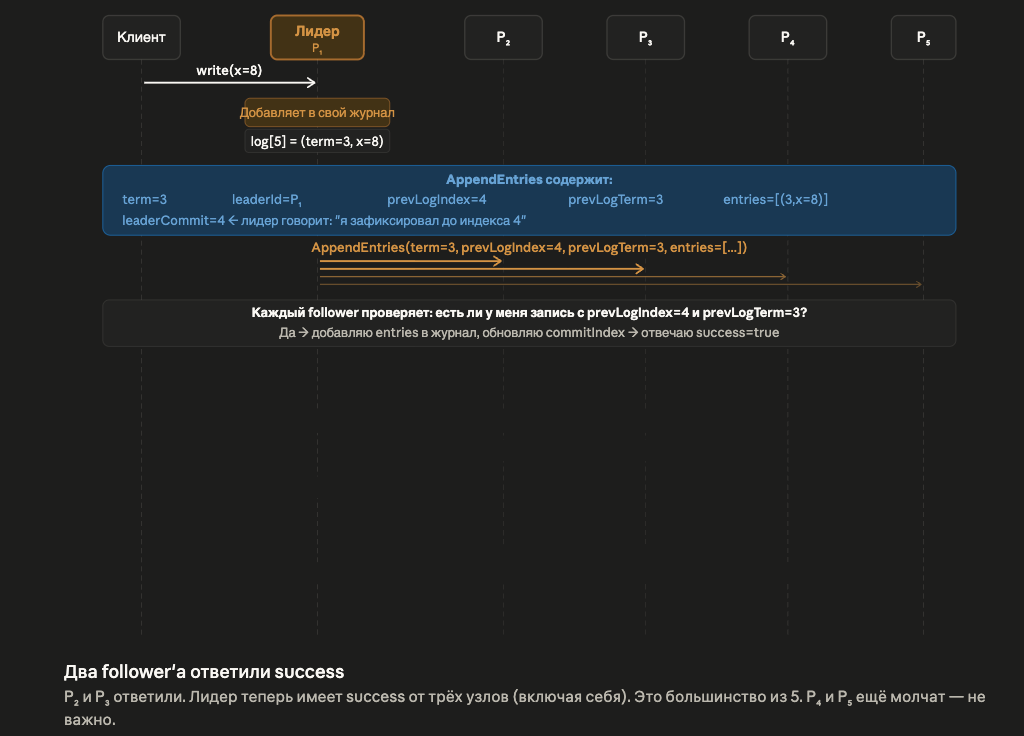 Клиент
Лидер
P₁
P₂
P₃
P₄
P₅
write(x=8)
Добавляет в свой журнал
log[5] = (term=3, x=8)
AppendEntries содержит:
term=3 leaderId=P₁ prevLogIndex=4 prevLogTerm=3 entries=[(3,x=8)]
leaderCommit=4 ← лидер говорит: "я зафиксировал до индекса 4"
AppendEntries(term=3, prevLogIndex=4, prevLogTerm=3, entries=[...])
Каждый follower проверяет: есть ли у меня запись с prevLogIndex=4 и prevLogTerm=3?
Да → добавляю entries в журнал, обновляю commitIndex → отвечаю success=true
Два follower'а ответили success
P₂ и P₃ ответили. Лидер теперь имеет success от трёх узлов (включая себя). Это большинство из 5. P₄ и P₅ ещё молчат — не
важно.